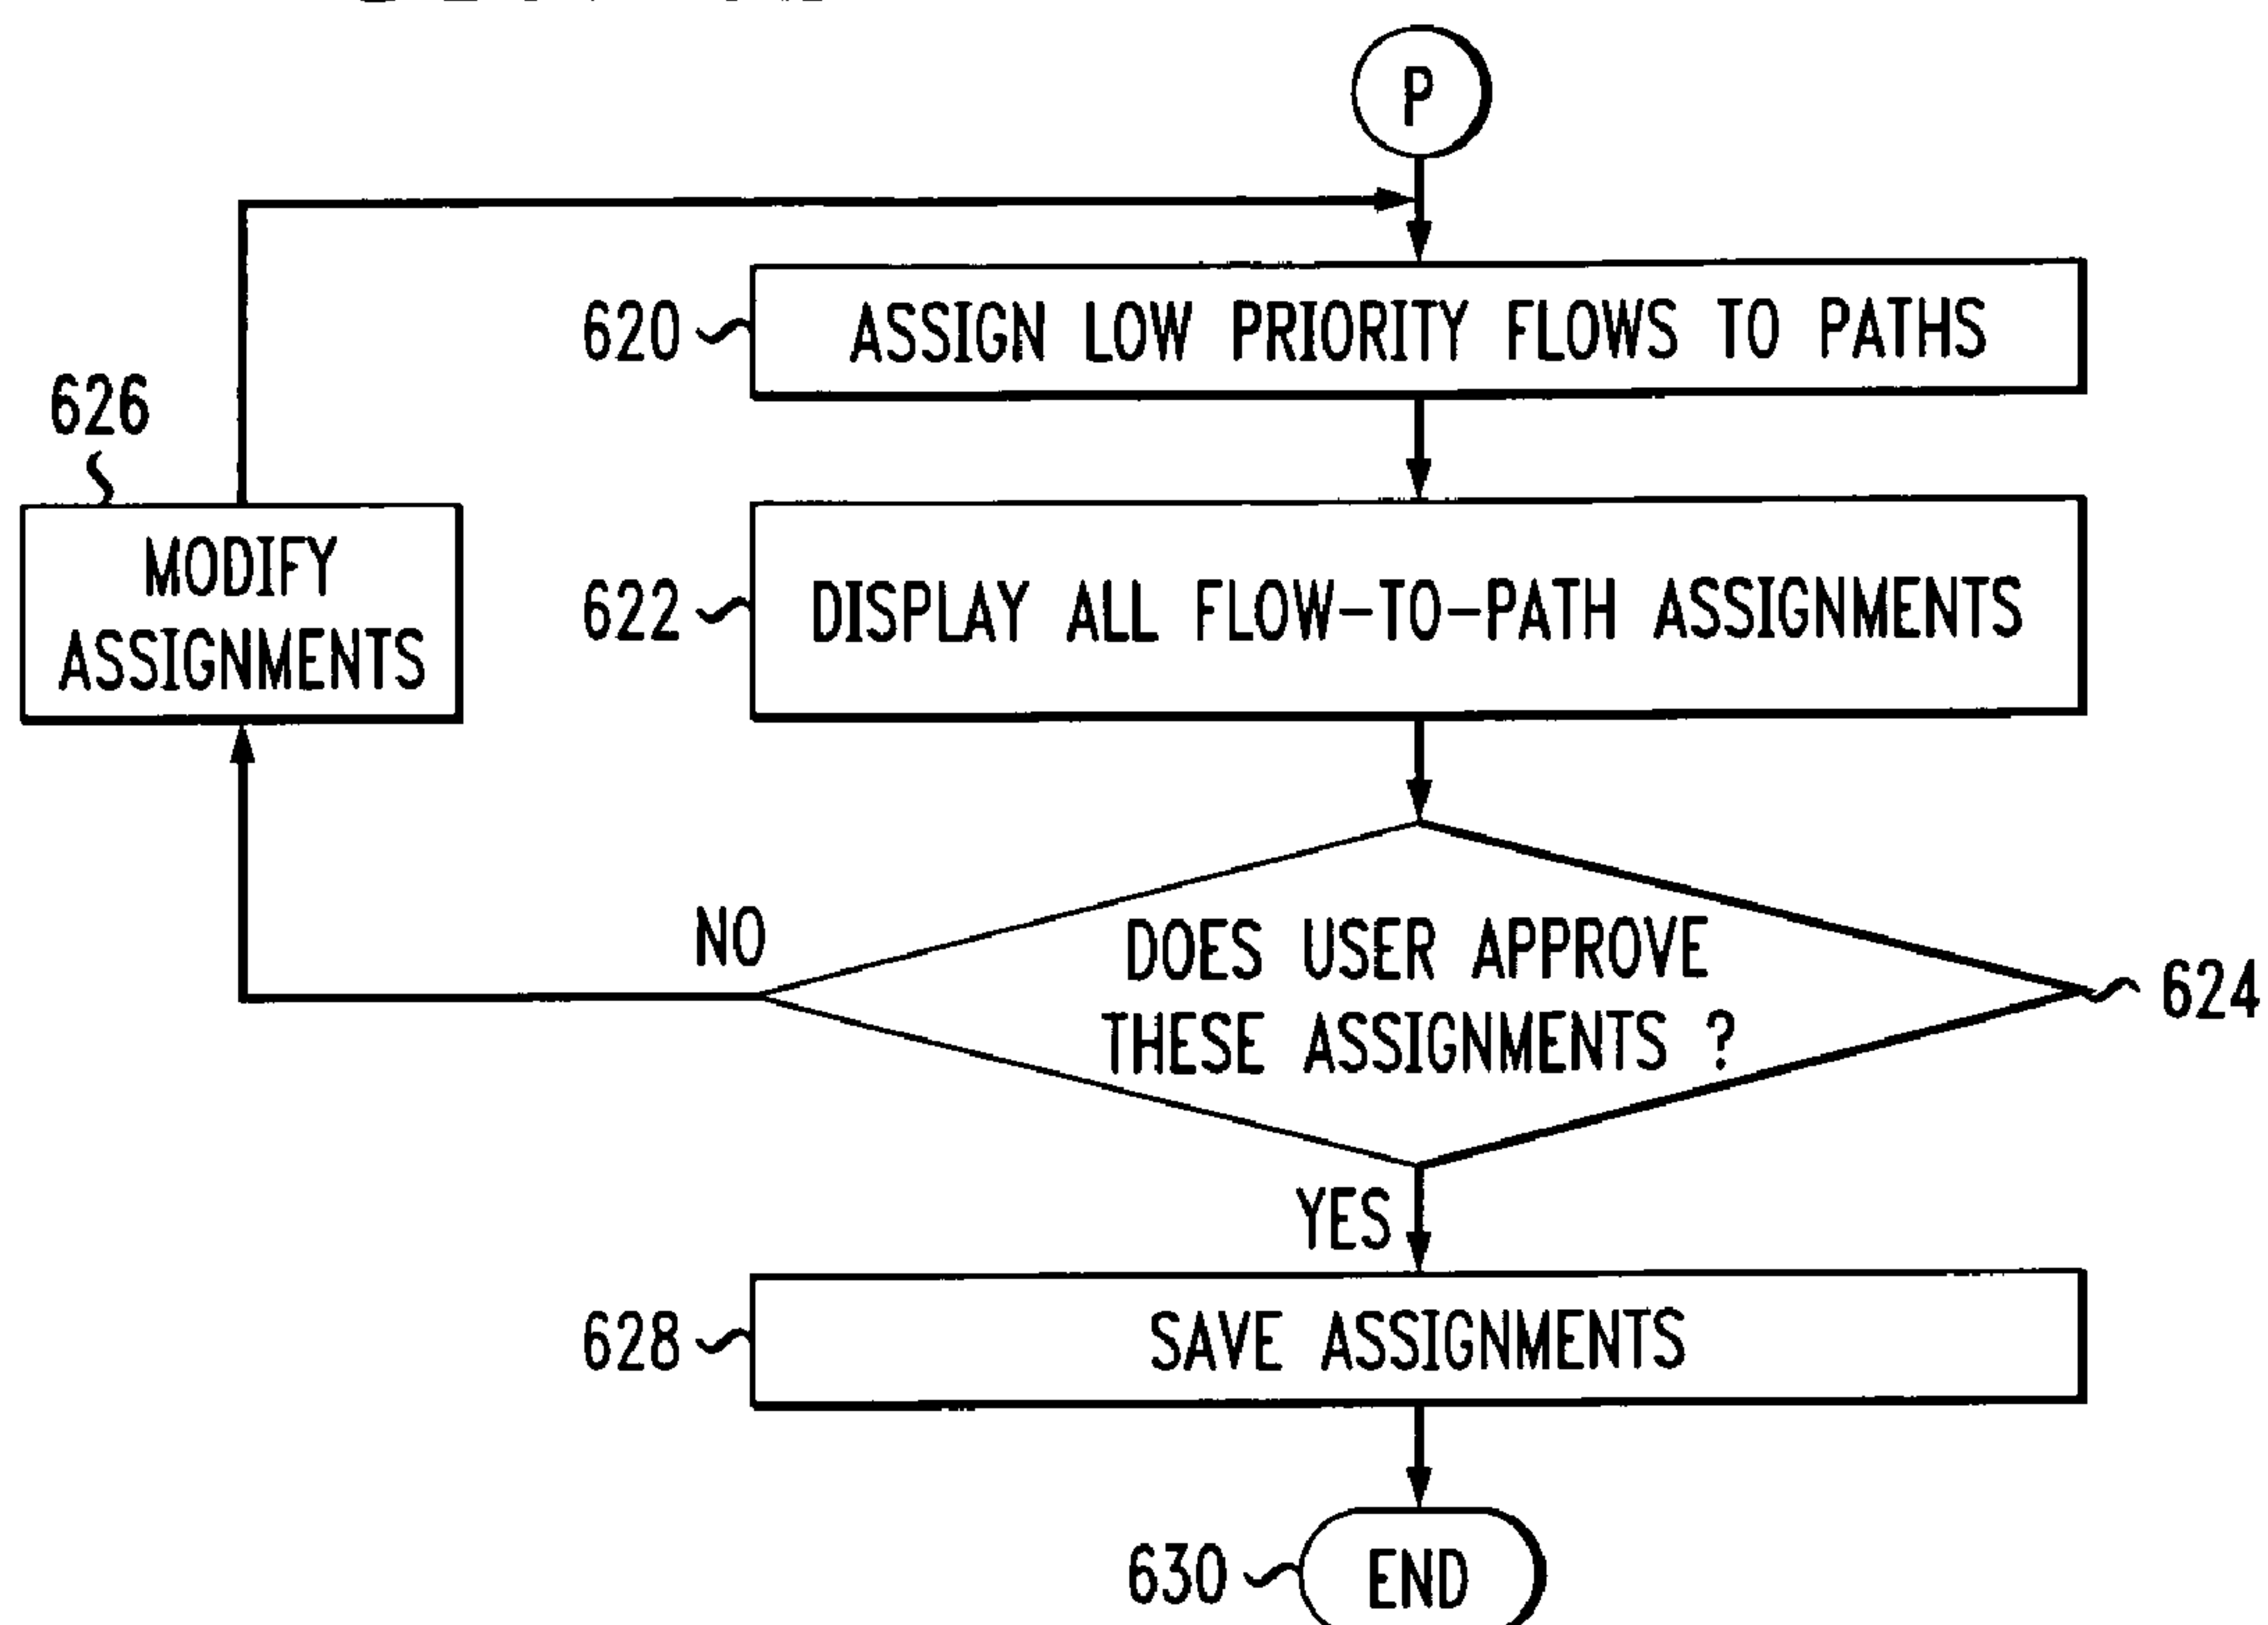 P
620
ASSIGN LOW PRIORITY FLOWS TO PATHS
626
MODIFY
ASSIGNMENTS
622
DISPLAY ALL FLOW-TO-PATH ASSIGNMENTS
NO
DOES USER APPROVE
THESE ASSIGNMENTS ?
624
YES
628
SAVE ASSIGNMENTS
630
END